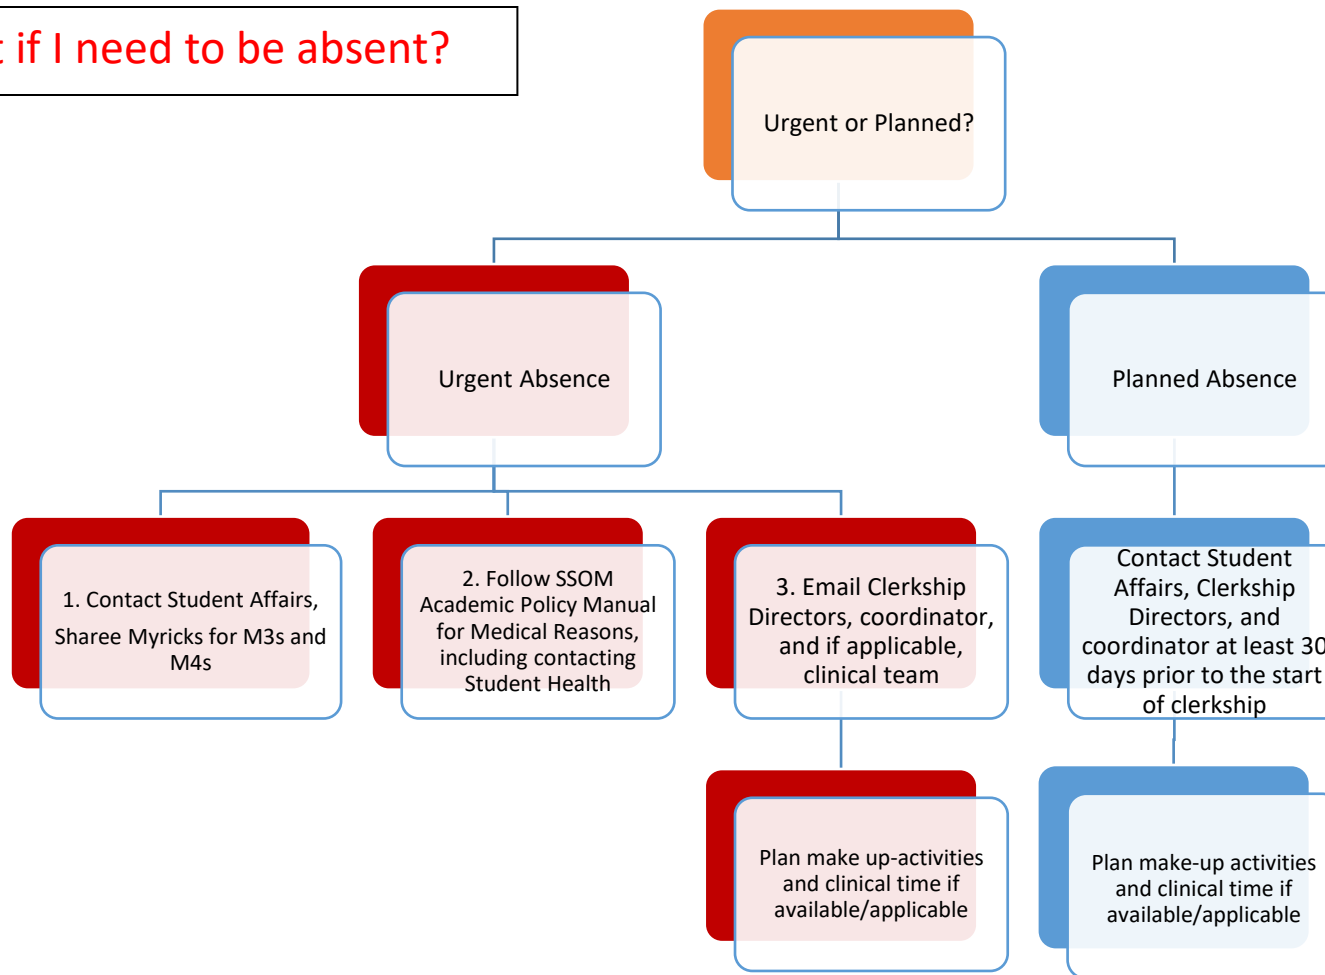 if I need to be absent?
Urgent or Planned?
Urgent Absence
Planned Absence
1. Contact Student Affairs,
Sharee Myricks for M3s and
M4s
2. Follow SSOM
Academic Policy Manual
for Medical Reasons,
including contacting
Student Health
3. Email Clerkship
Directors, coordinator,
and if applicable,
clinical team
Contact Student
Affairs, Clerkship
Directors, and
coordinator at least 30
days prior to the start
of clerkship
Plan make up-activities
and clinical time if
available/applicable
Plan make-up activities
and clinical time if
available/applicable